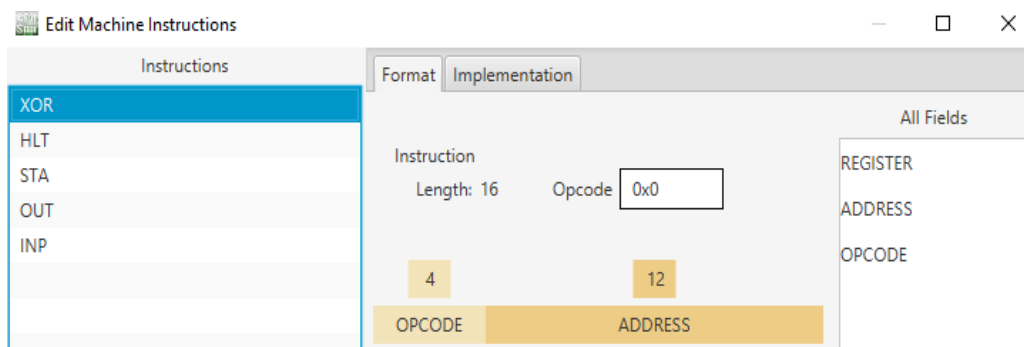 Edit Machine Instructions
Instructions
XOR
HLT
STA
OUT
INP
Format Implementation
Instruction
Length: 16 Opcode 0x0
4 12
OPCODE ADDRESS
All Fields
REGISTER
ADDRESS
OPCODE